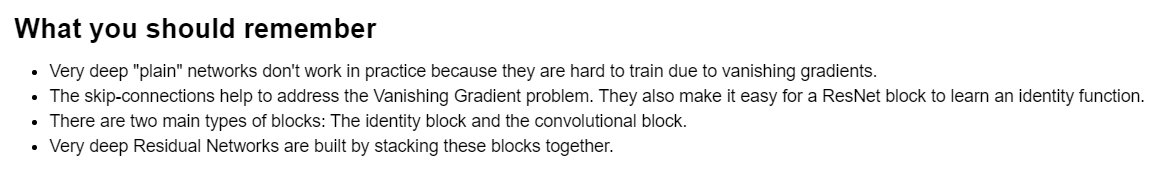 What you should remember
• Very deep "plain" networks don't work in practice because they are hard to train due to vanishing gradients.
• The skip-connections help to address the Vanishing Gradient problem. They also make it easy for a ResNet block to learn an identity function.
• There are two main types of blocks: The identity block and the convolutional block.
• Very deep Residual Networks are built by stacking these blocks together.